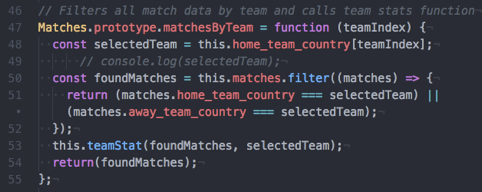 46 // Filters all match data by team and calls team stats function
47 Matches.prototype.matchesByTeam = function (teamIndex) {¬
48 const selectedTeam = this.home_team_country[teamIndex];¬
49 // console.log(selectedTeam);¬
50 const foundMatches = this.matches.filter((matches) => {¬
51 return (matches.home_team_country === selectedTeam) ||
• (matches.away_team_country === selectedTeam);¬
52 });¬
53 this.teamStat(foundMatches, selectedTeam);¬
54 return(foundMatches);¬
55 };¬